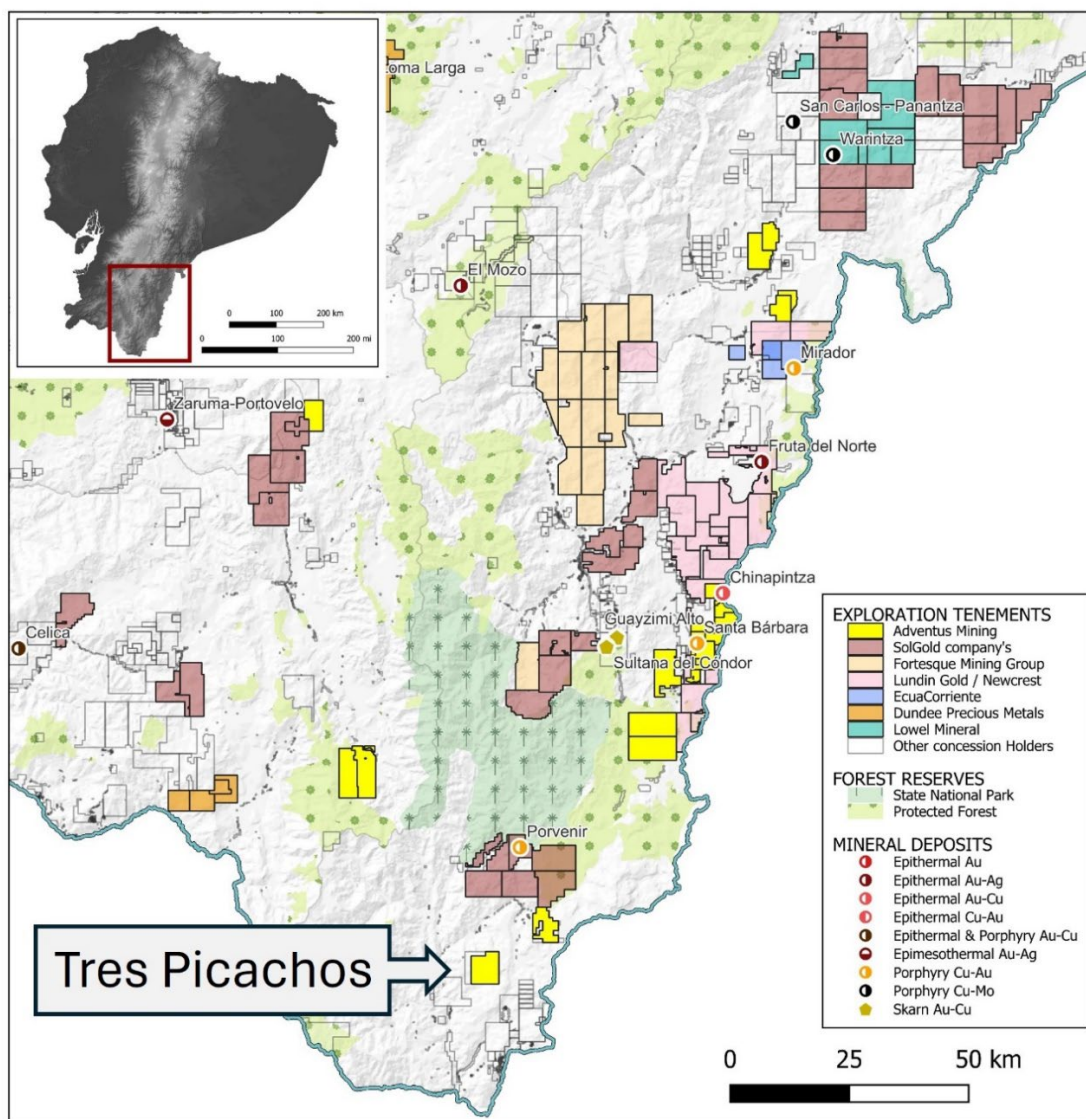 0 100 200 km
0 100 200 mi
Loma Larga
San Carlos - Panantza
Warintza
El Mozo
Mirador
Zaruma-Portovelo
Fruta del Norte
Chinapintza
Guayzimi Alto
Santa Bárbara
Celica
Sultana del Cóndor
Porvenir
Tres Picachos
EXPLORATION TENEMENTS
Adventus Mining
SolGold company's
Fortesque Mining Group
Lundin Gold / Newcrest
EcuaCorriente
Dundee Precious Metals
Lowel Mineral
Other concession Holders
FOREST RESERVES
State National Park
Protected Forest
MINERAL DEPOSITS
Epithermal Au
Epithermal Au-Ag
Epithermal Au-Cu
Epithermal Cu-Au
Epithermal & Porphyry Au-Cu
Epimesothermal Au-Ag
Porphyry Cu-Au
Porphyry Cu-Mo
Skarn Au-Cu
0 25 50 km